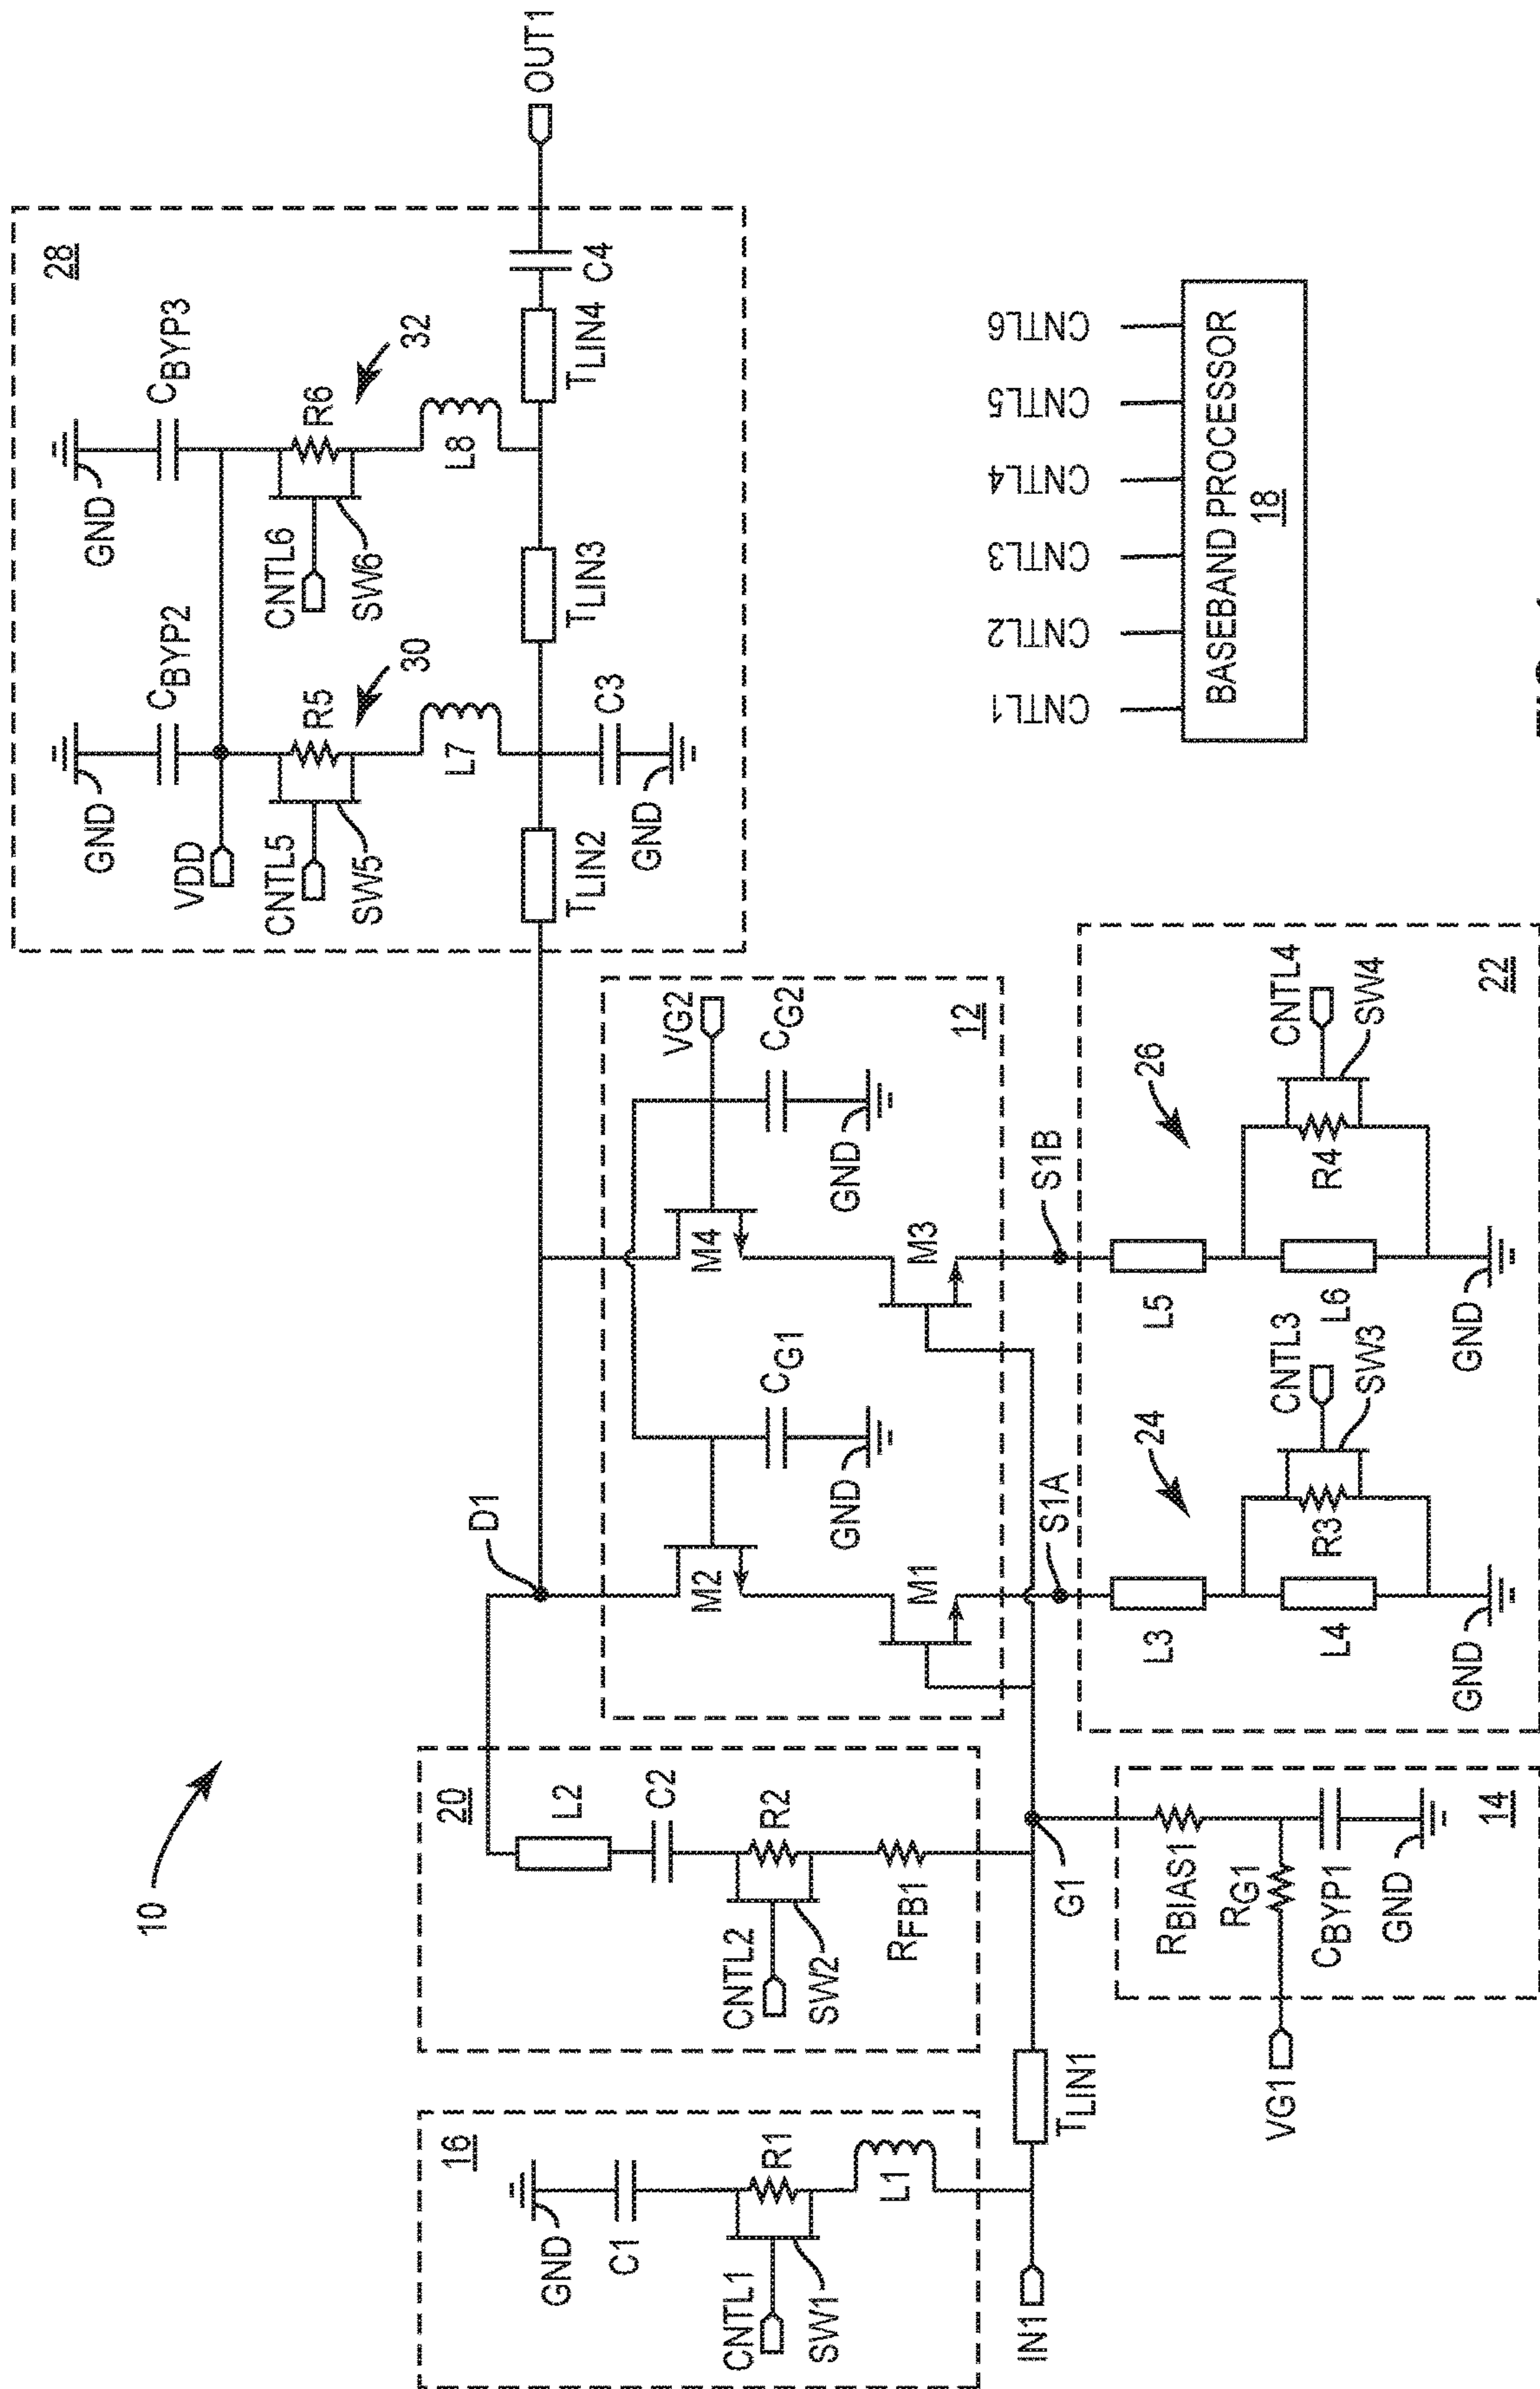 10
16
GND
C1
R1
CNTL1
SW1
L1
IN1
TLIN1
20
L2
C2
R2
CNTL2
SW2
RFB1
G1
14
RBIAS1
RG1
CBYP1
GND
VG1
D1
12
M2
M1
CG1
GND
M4
M3
VG2
CG2
GND
S1A
S1B
22
24
L3
L4
R3
CNTL3
SW3
GND
26
L5
L6
R4
CNTL4
SW4
GND
28
GND
CBYP2
VDD
R5
30
CNTL5
SW5
L7
TLIN2
C3
GND
GND
CBYP3
R6
32
CNTL6
SW6
L8
TLIN3
TLIN4
C4
OUT1
CNTL1
CNTL2
CNTL3
CNTL4
CNTL5
CNTL6
BASEBAND PROCESSOR
18